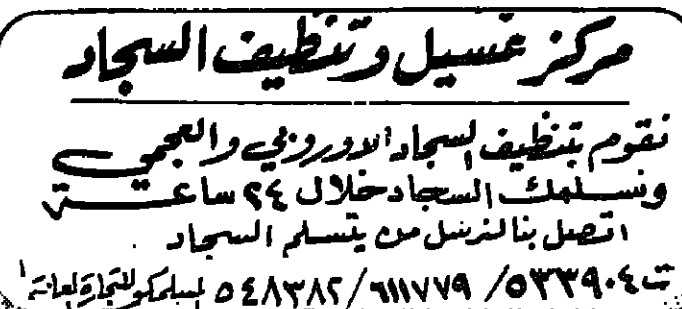 مركز غسيل وتنظيف السجاد
نقوم بتنظيف السجاد الاوروبي والعجمي
ونسلمك السجاد خلال ٢٤ ساعة
اتصل بنا لنرسل من يتسلم السجاد
ت ٥٣٣٩٠٤ / ٦١١٧٧٩ / ٥٤٨٣٨٢